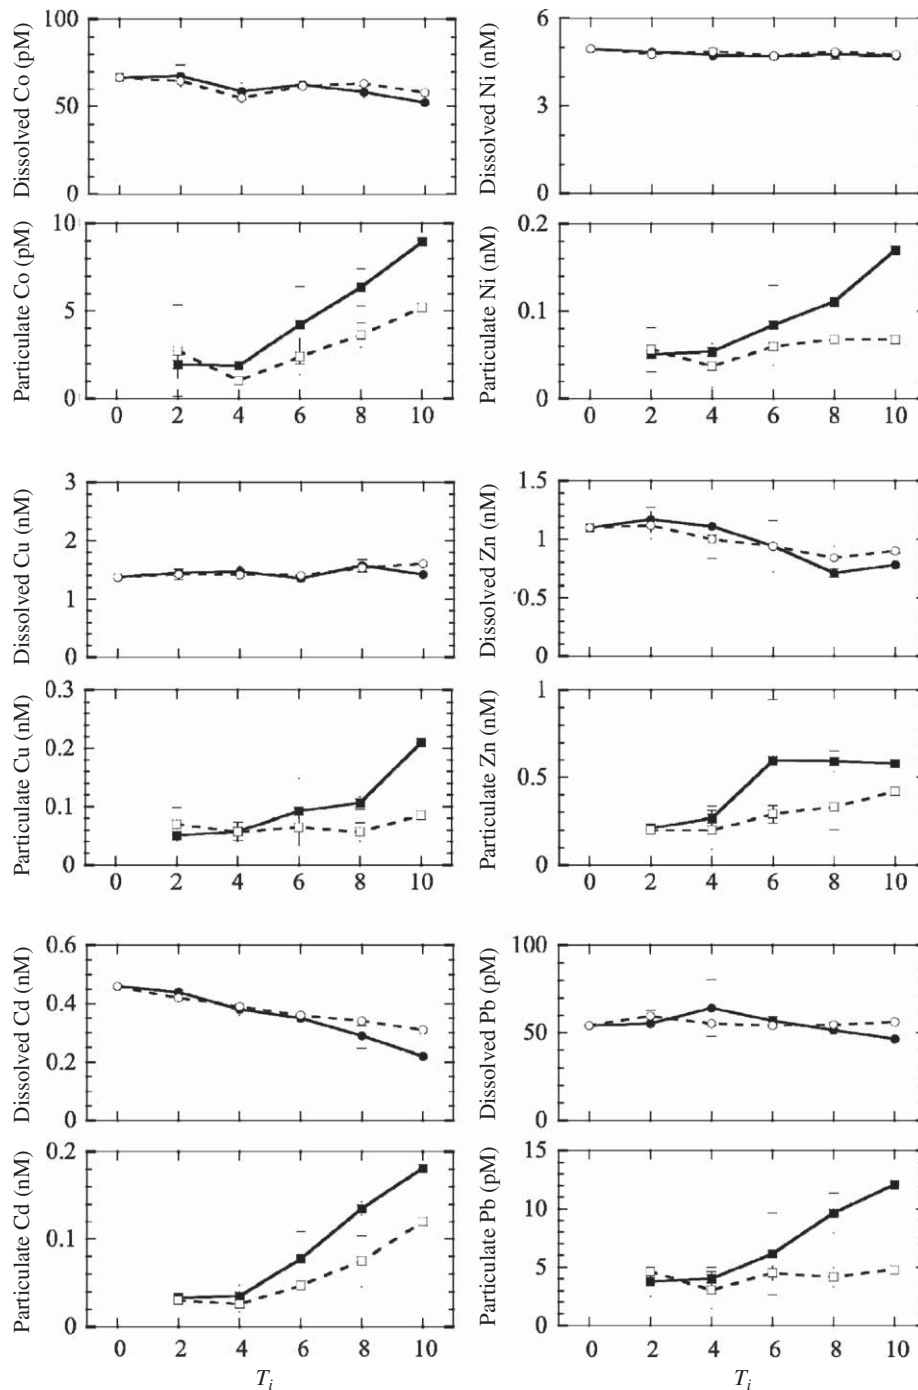 Dissolved Co (pM)
100
50
0
Dissolved Ni (nM)
6
3
0
Particulate Co (pM)
10
5
0
0 2 4 6 8 10
Particulate Ni (nM)
0.2
0.1
0
0 2 4 6 8 10
Dissolved Cu (nM)
3
2
1
0
Dissolved Zn (nM)
1.5
1
0.5
0
Particulate Cu (nM)
0.3
0.2
0.1
0
0 2 4 6 8 10
Particulate Zn (nM)
1
0.5
0
0 2 4 6 8 10
Dissolved Cd (nM)
0.6
0.4
0.2
0
Dissolved Pb (pM)
100
50
0
Particulate Cd (nM)
0.2
0.1
0
0 2 4 6 8 10
T_i
Particulate Pb (pM)
15
10
5
0
0 2 4 6 8 10
T_i